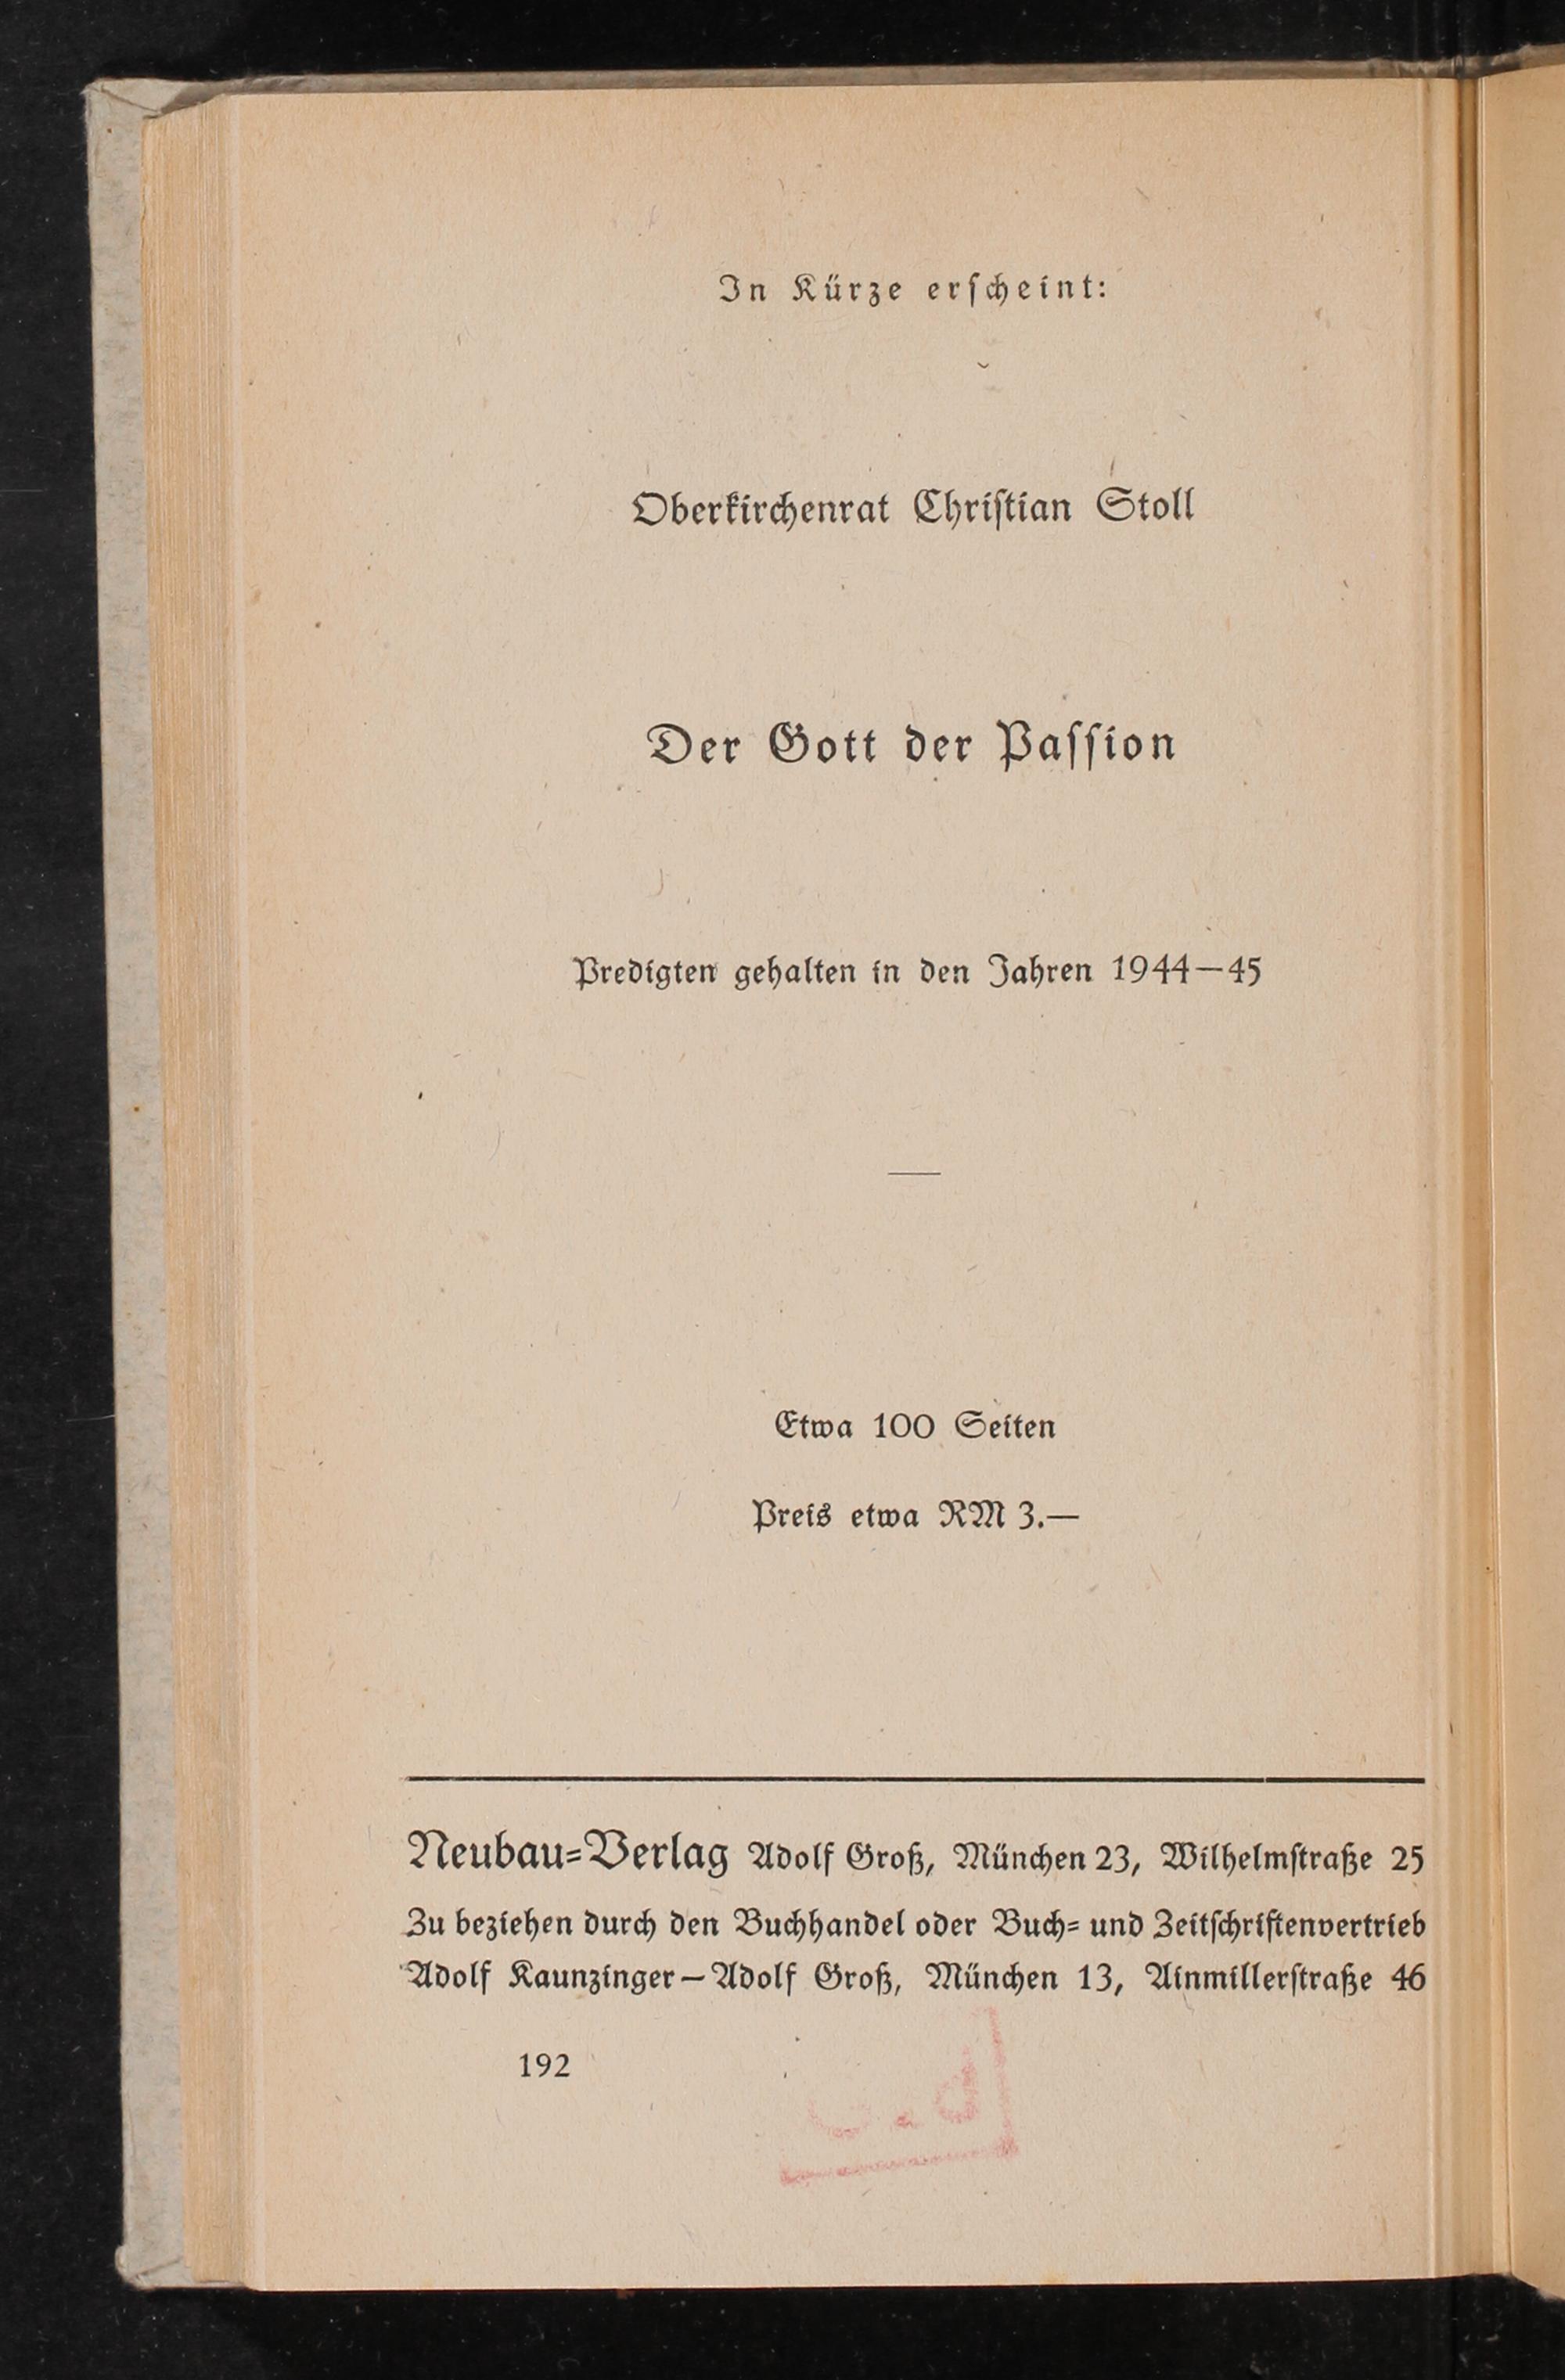 In Kürze erscheint:
Oberkirchenrat Christian Stoll
Der Gott der Passion
Predigten gehalten in den Jahren 1944—45
Etwa 100 Seiten
Preis etwa RM 3.—
Neubau-Verlag Adolf Groß, München 23, Wilhelmstraße 25
Zu beziehen durch den Buchhandel oder Buch- und Zeitschriftenvertrieb
Adolf Kaunzinger—Adolf Groß, München 13, Ainmillerstraße 46
192